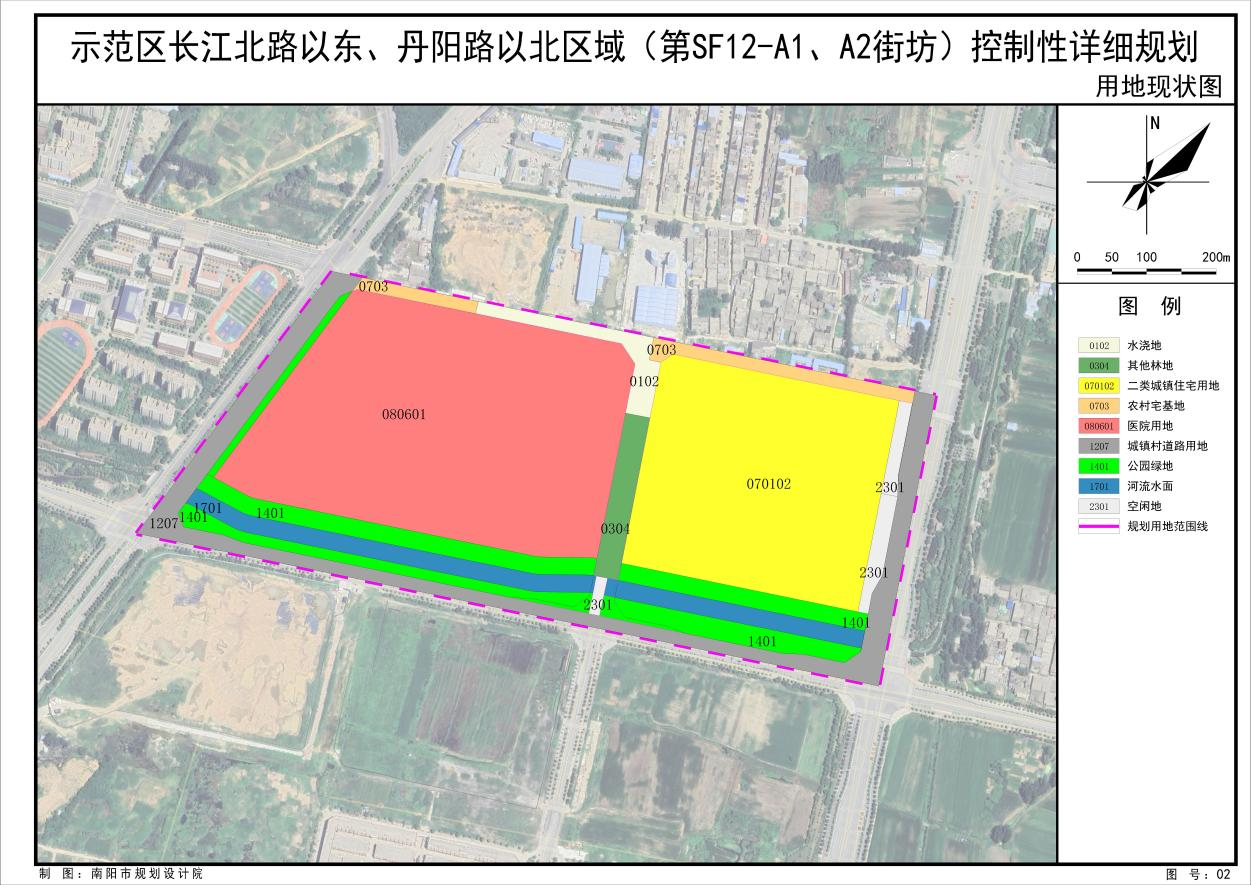 示范区长江北路以东、丹阳路以北区域（第SF12-A1、A2街坊）控制性详细规划
用地现状图
N
0 50 100 200m
图 例
0102 水浇地
0304 其他林地
070102 二类城镇住宅用地
0703 农村宅基地
080601 医院用地
1207 城镇村道路用地
1401 公园绿地
1701 河流水面
2301 空闲地
规划用地范围线
0703
0703
0102
080601
070102
2301
1701
1401
1401
1207
0304
2301
2301
1401
1401
制 图：南阳市规划设计院
图 号：02